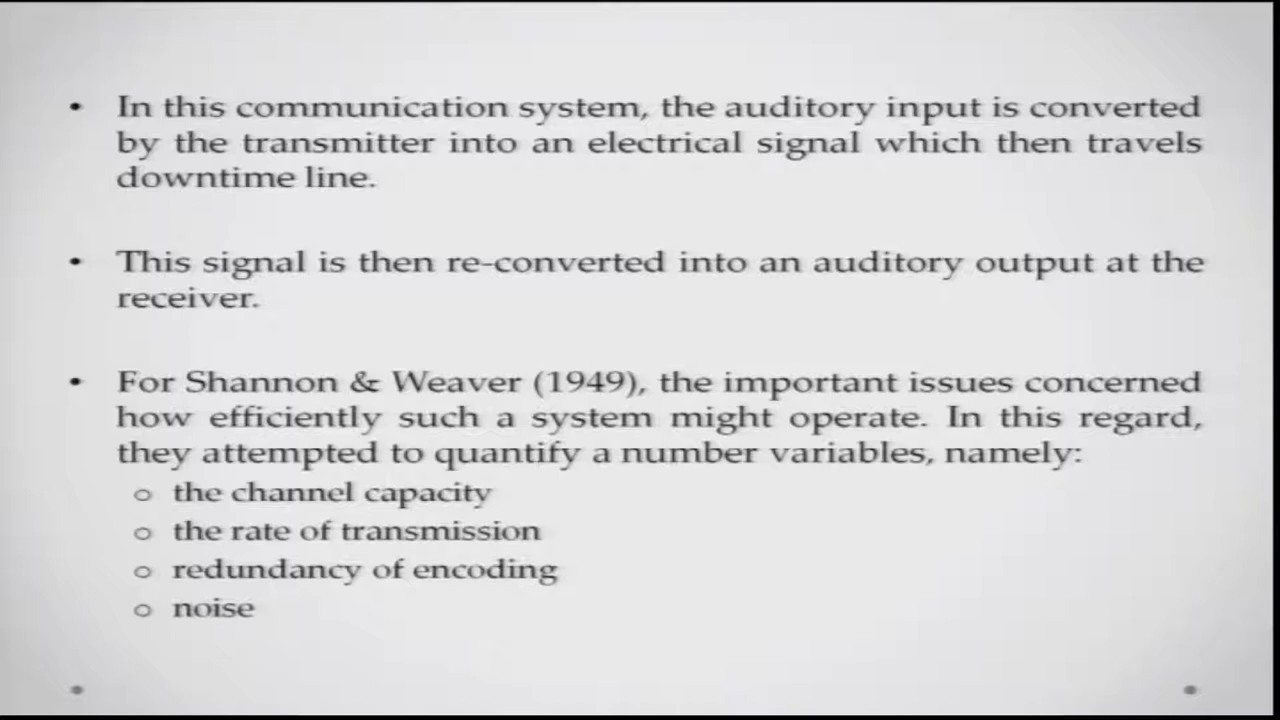 • In this communication system, the auditory input is converted
by the transmitter into an electrical signal which then travels
downtime line.
• This signal is then re-converted into an auditory output at the
receiver.
• For Shannon & Weaver (1949), the important issues concerned
how efficiently such a system might operate. In this regard,
they attempted to quantify a number variables, namely:
o the channel capacity
o the rate of transmission
o redundancy of encoding
o noise